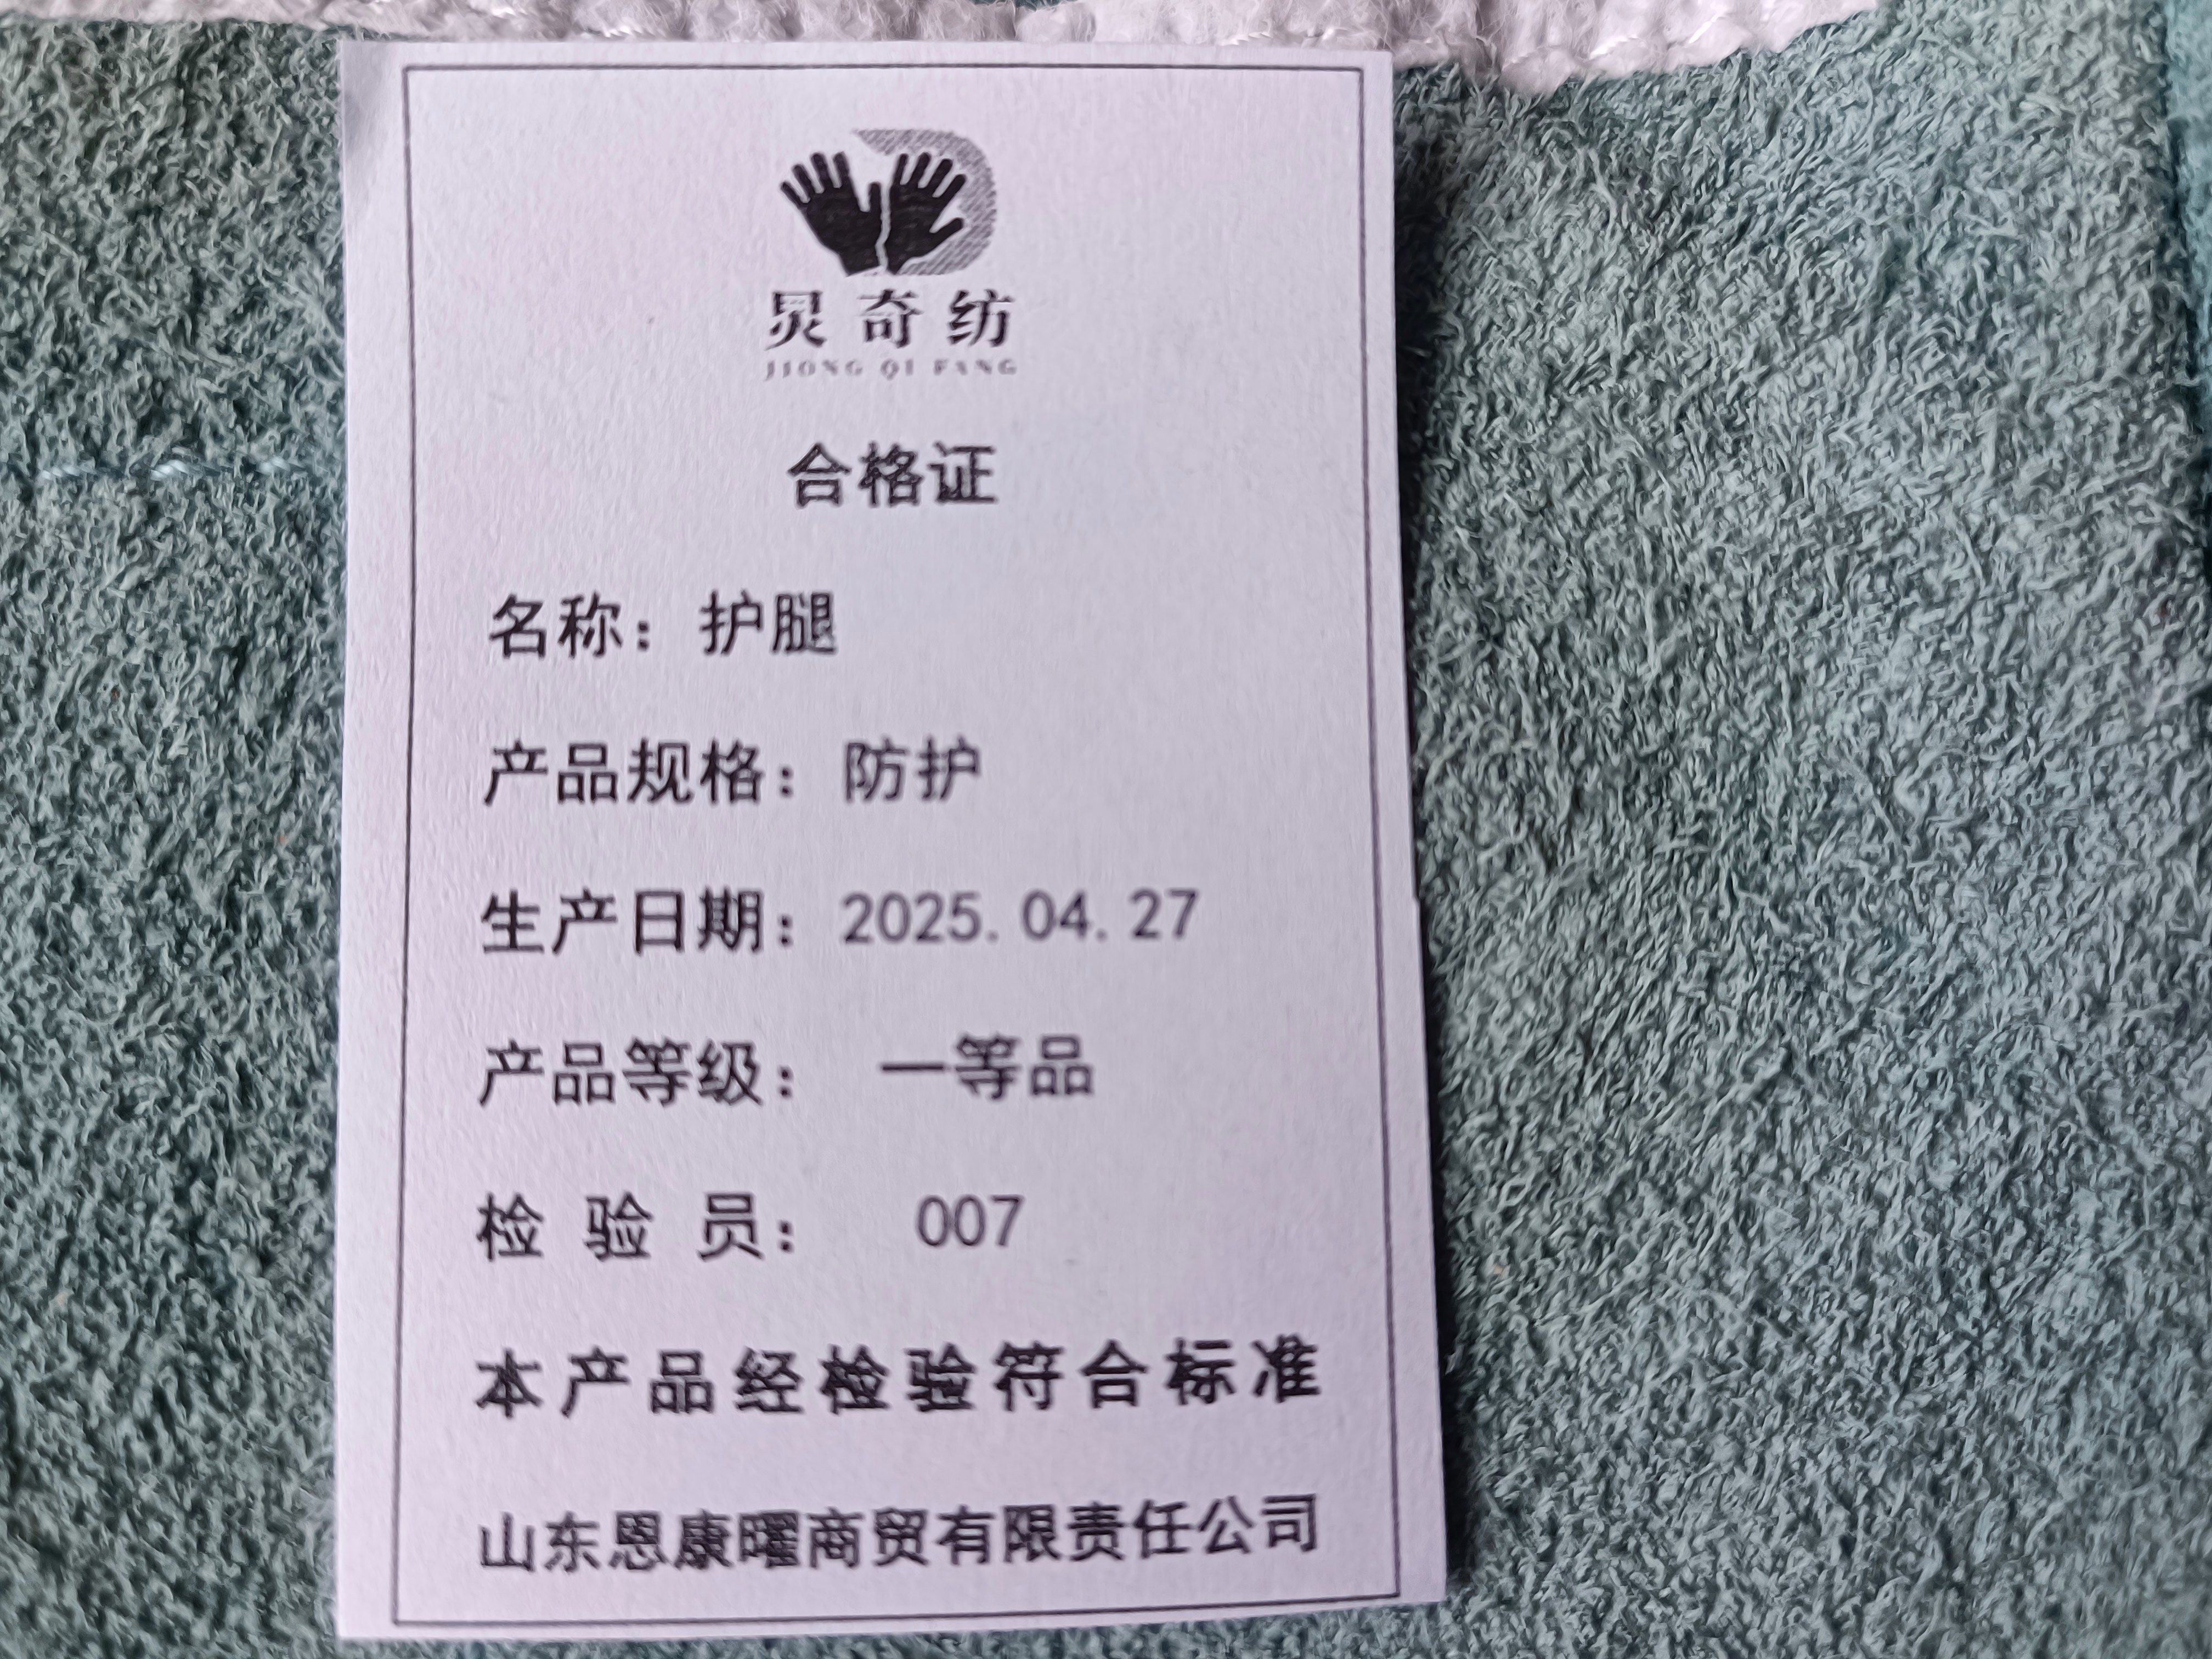 炅奇纺
JIONG QI FANG
合格证
名称：护腿
产品规格：防护
生产日期：2025.04.27
产品等级： 一等品
检 验 员： 007
本产品经检验符合标准
山东恩康曜商贸有限责任公司